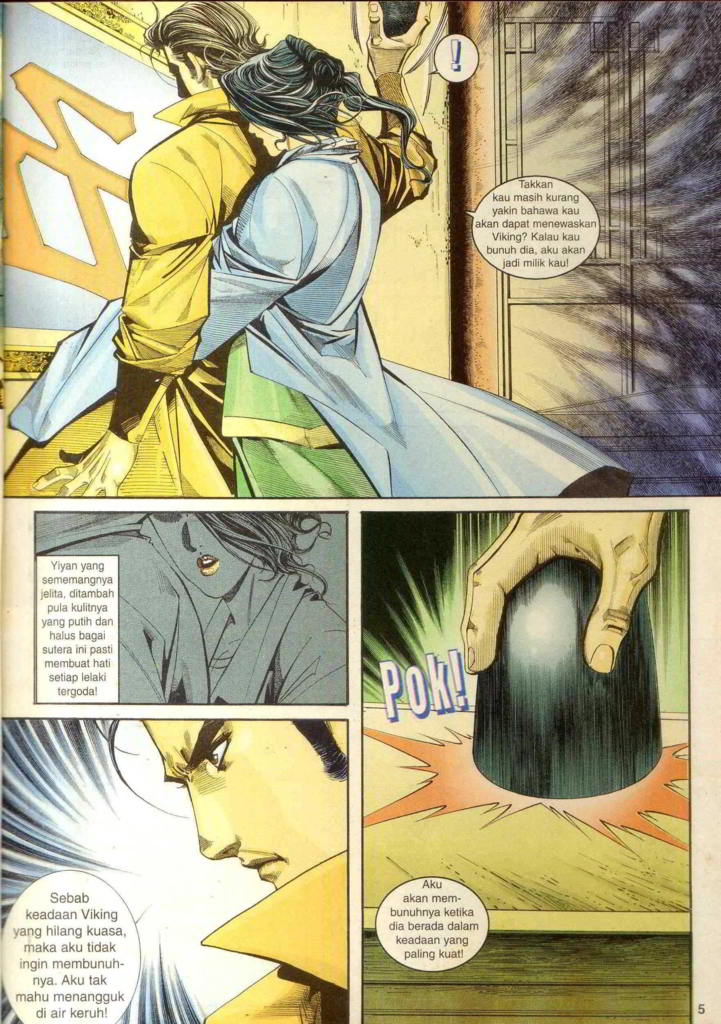 !
Takkan
kau masih kurang
yakin bahawa kau
akan dapat menewaskan
Viking? Kalau kau
bunuh dia, aku akan
jadi milik kau!
Yiyan yang
sememangnya
jelita, ditambah
pula kulitnya
yang putih dan
halus bagai
sutera ini pasti
membuat hati
setiap lelaki
tergoda!
Pok!
Sebab
keadaan Viking
yang hilang kuasa,
maka aku tidak
ingin membunuh-
nya. Aku tak
mahu menangguk
di air keruh!
Aku
akan mem-
bunuhnya ketika
dia berada dalam
keadaan yang
paling kuat!
5